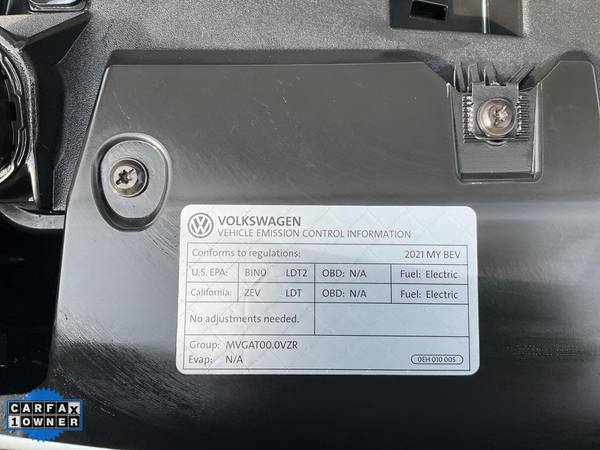 VOLKSWAGEN
VEHICLE EMISSION CONTROL INFORMATION
Conforms to regulations: 2021 MY BEV
U.S. EPA: BIN0 LDT2 OBD: N/A Fuel: Electric
California: ZEV LDT OBD: N/A Fuel: Electric
No adjustments needed.
Group: MVGAT00.0VZR
Evap: N/A
0EH 010 005
CARFAX
1 OWNER